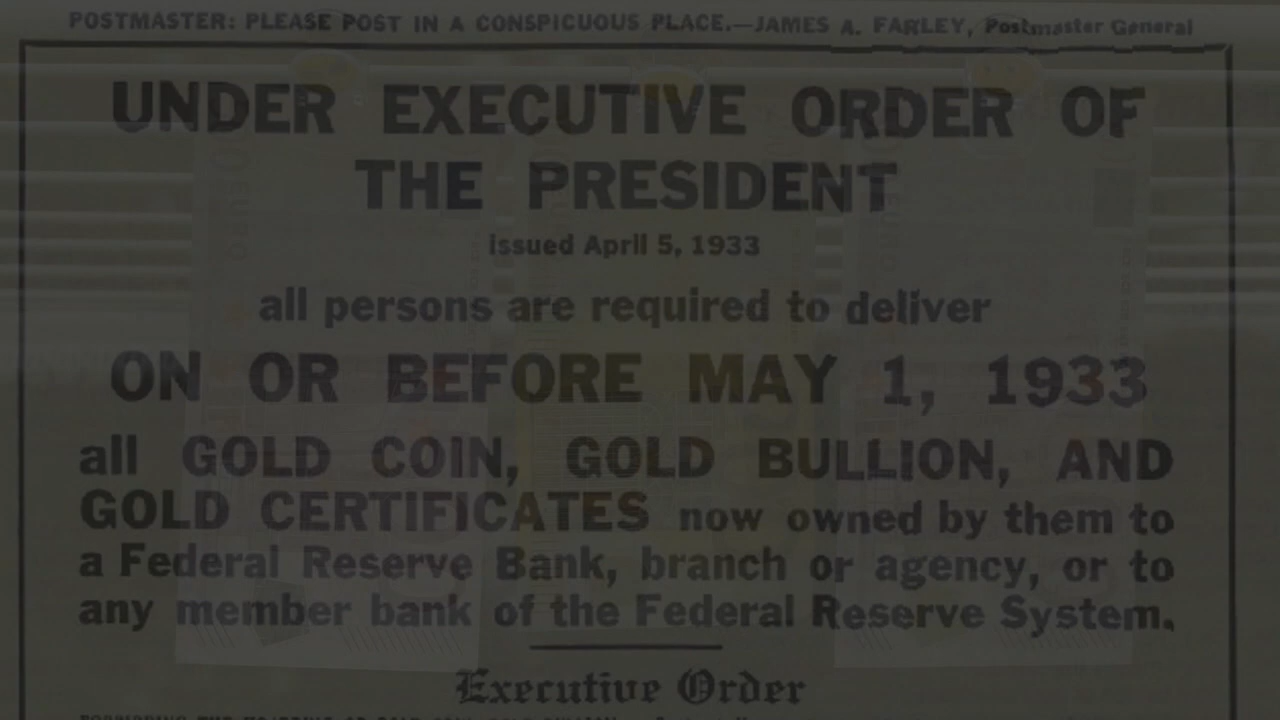 POSTMASTER: PLEASE POST IN A CONSPICUOUS PLACE.—JAMES A. FARLEY, Postmaster General
UNDER EXECUTIVE ORDER OF
THE PRESIDENT
issued April 5, 1933
all persons are required to deliver
ON OR BEFORE MAY 1, 1933
all GOLD COIN, GOLD BULLION, AND
GOLD CERTIFICATES now owned by them to
a Federal Reserve Bank, branch or agency, or to
any member bank of the Federal Reserve System.
Executive Order